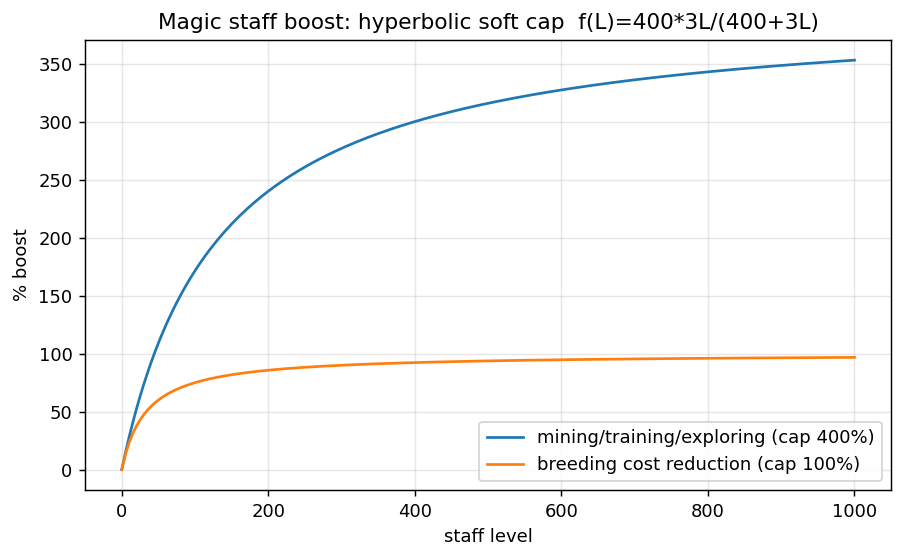 Magic staff boost: hyperbolic soft cap  f(L)=400*3L/(400+3L)
% boost
350
300
250
200
150
100
50
0
mining/training/exploring (cap 400%)
breeding cost reduction (cap 100%)
0 200 400 600 800 1000
staff level